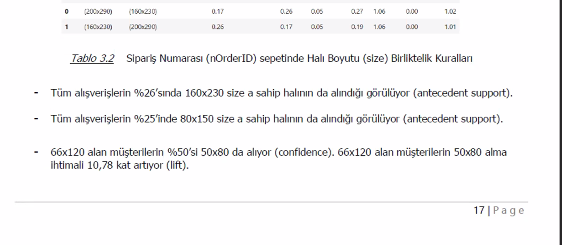 0 (200x290) (160x230) 0.17 0.26 0.05 0.27 1.06 0.00 1.02
1 (160x230) (200x290) 0.26 0.17 0.05 0.19 1.06 0.00 1.01
Tablo 3.2 Sipariş Numarası (nOrderID) sepetinde Halı Boyutu (size) Birliktelik Kuralları
- Tüm alışverişlerin %26'sında 160x230 size a sahip halının da alındığı görülüyor (antecedent support).
- Tüm alışverişlerin %25'inde 80x150 size a sahip halının da alındığı görülüyor (antecedent support).
- 66x120 alan müşterilerin %50'si 50x80 da alıyor (confidence). 66x120 alan müşterilerin 50x80 alma
ihtimali 10,78 kat artıyor (lift).
17 | P a g e